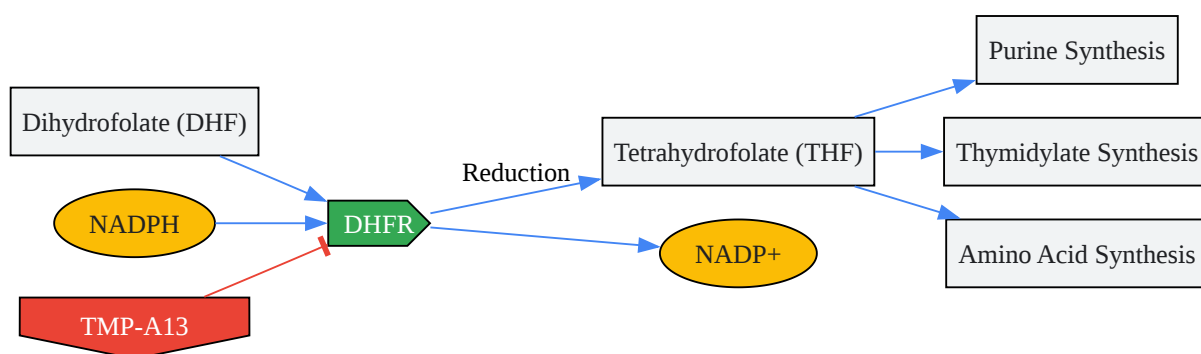 Purine Synthesis
Dihydrofolate (DHF)
Tetrahydrofolate (THF)
Thymidylate Synthesis
Reduction
NADPH
DHFR
NADP+
Amino Acid Synthesis
TMP-A13